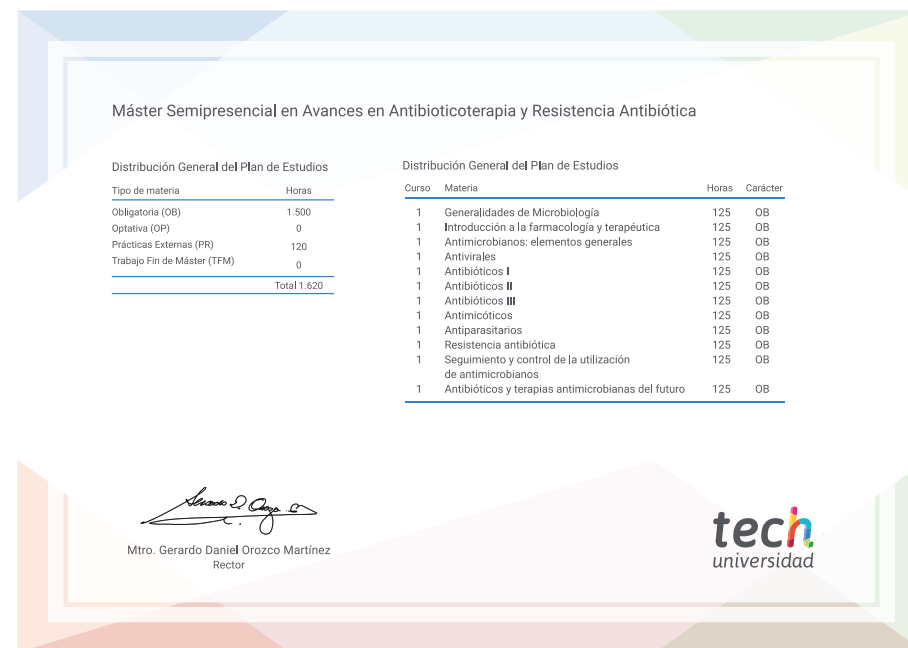 Máster Semipresencial en Avances en Antibioticoterapia y Resistencia Antibiótica
Distribución General del Plan de Estudios
Tipo de materia Horas
Obligatoria (OB) 1.500
Optativa (OP) 0
Prácticas Externas (PR) 120
Trabajo Fin de Máster (TFM) 0
Total 1.620
Distribución General del Plan de Estudios
Curso Materia Horas Carácter
1 Generalidades de Microbiología 125 OB
1 Introducción a la farmacología y terapéutica 125 OB
1 Antimicrobianos: elementos generales 125 OB
1 Antivirales 125 OB
1 Antibióticos I 125 OB
1 Antibióticos II 125 OB
1 Antibióticos III 125 OB
1 Antimicóticos 125 OB
1 Antiparasitarios 125 OB
1 Resistencia antibiótica 125 OB
1 Seguimiento y control de la utilización 125 OB
de antimicrobianos
1 Antibióticos y terapias antimicrobianas del futuro 125 OB
Mtro. Gerardo Daniel Orozco Martínez
Rector
tech
universidad